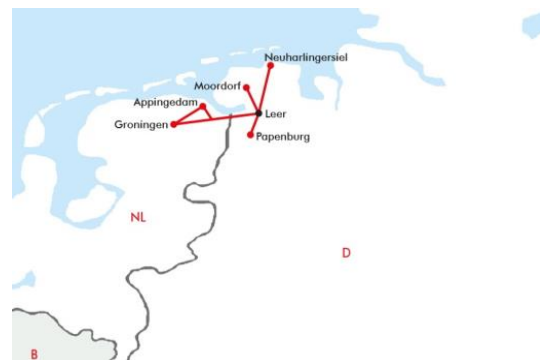 Neuharlingersiel
Moordorf
Appingedam
Leer
Groningen
Papenburg
NL
D
B